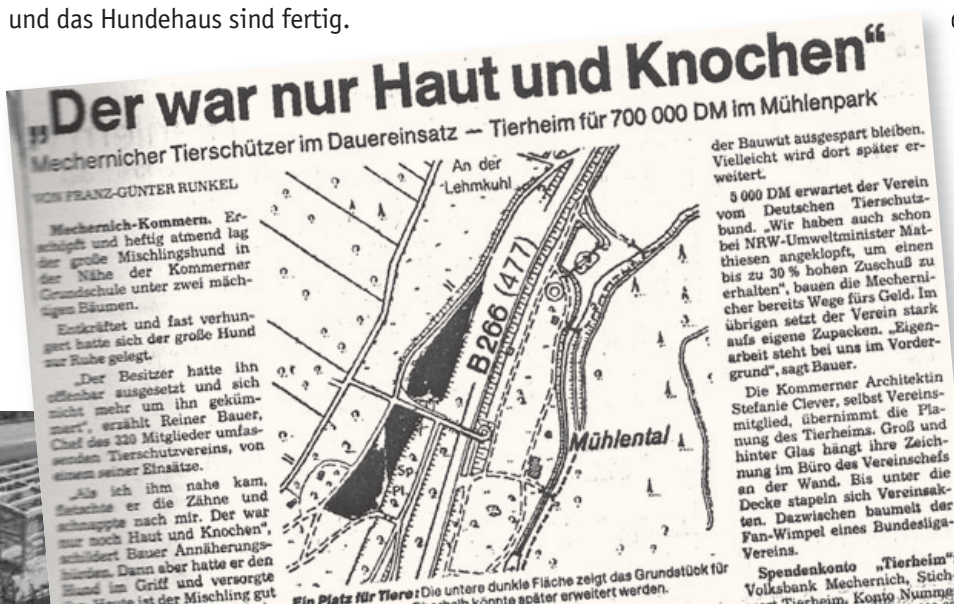 und das Hundehaus sind fertig.
„Der war nur Haut und Knochen“
Mechernicher Tierschützer im Dauereinsatz — Tierheim für 700 000 DM im Mühlenpark
VON FRANZ-GÜNTER RUNKEL
Mechernich-Kommern. Er-
schöpft und heftig atmend lag
der große Mischlingshund in
der Nähe der Kommerner
Grundschule unter zwei mäch-
tigen Bäumen.
Entkräftet und fast verhun-
gert hatte sich der große Hund
zur Ruhe gelegt.
„Der Besitzer hatte ihn
offenbar ausgesetzt und sich
nicht mehr um ihn geküm-
mert“, erzählt Reiner Bauer,
Chef des 320 Mitglieder umfas-
senden Tierschutzvereins, von
einem seiner Einsätze.
„Als ich ihm nahe kam,
fletschte er die Zähne und
schnappte nach mir. Der war
nur noch Haut und Knochen“,
schildert Bauer Annäherungs-
hürden. Dann aber hatte er den
Hund im Griff und versorgte
Heute ist der Mischling gut
An der
Lehmkuhl
B266 (477)
Mühlental
Sp.
Pl.
Ein Platz für Tiere: Die untere dunkle Fläche zeigt das Grundstück für
könnte später erweitert werden.
der Bauwut ausgespart bleiben.
Vielleicht wird dort später er-
weitert.
5 000 DM erwartet der Verein
vom Deutschen Tierschutz-
bund. „Wir haben auch schon
bei NRW-Umweltminister Mat-
thiesen angeklopft, um einen
bis zu 30 % hohen Zuschuß zu
erhalten“, bauen die Mecherni-
cher bereits Wege fürs Geld. Im
übrigen setzt der Verein stark
aufs eigene Zupacken. „Eigen-
arbeit steht bei uns im Vorder-
grund“, sagt Bauer.
Die Kommerner Architektin
Stefanie Clever, selbst Vereins-
mitglied, übernimmt die Pla-
nung des Tierheims. Groß und
hinter Glas hängt ihre Zeich-
nung im Büro des Vereinschefs
an der Wand. Bis unter die
Decke stapeln sich Vereinsak-
ten. Dazwischen baumelt der
Fan-Wimpel eines Bundesliga-
Vereins.
Spendenkonto „Tierheim“:
Volksbank Mechernich, Stich-
wort Tierheim, Konto Nummer